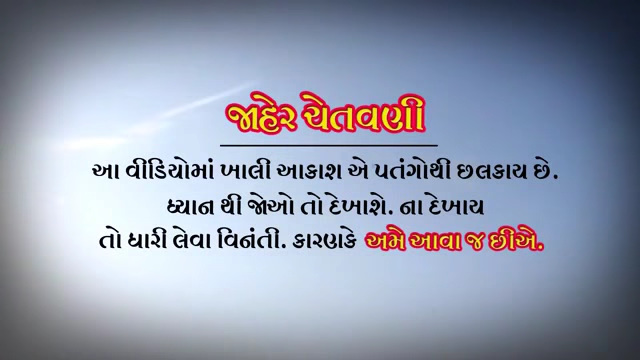 જાહેર ચેતવણી
આ વીડિયોમાં ખાલી આકાશ એ પતંગોથી છલકાય છે.
ધ્યાન થી જોઓ તો દેખાશે. ના દેખાય
તો ધારી લેવા વિનંતી. કારણકે અમે આવા જ છીએ.